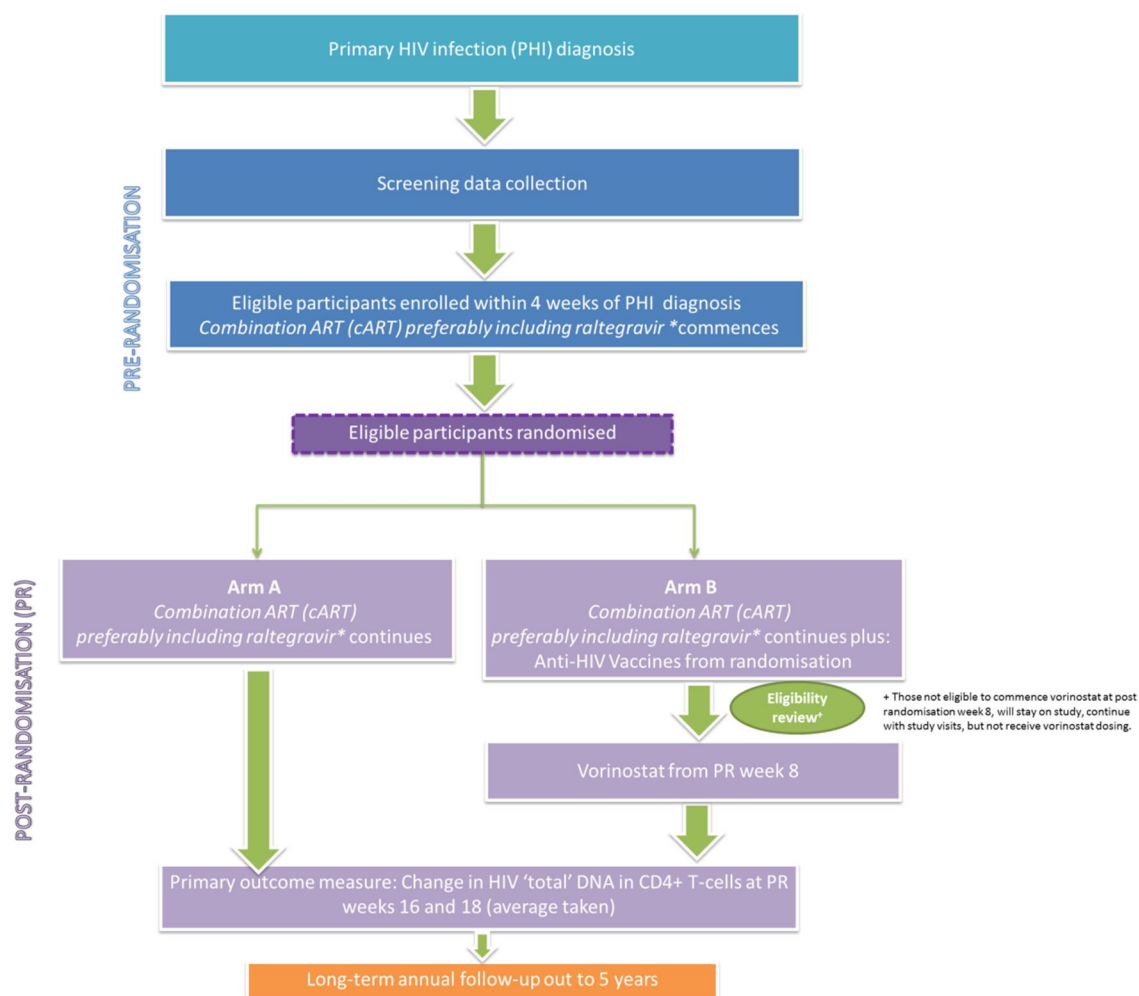 Primary HIV infection (PHI) diagnosis
PRE-RANDOMISATION
Screening data collection
Eligible participants enrolled within 4 weeks of PHI diagnosis
Combination ART (cART) preferably including raltegravir *commences
Eligible participants randomised
POST-RANDOMISATION (PR)
Arm A
Combination ART (cART)
preferably including raltegravir* continues
Arm B
Combination ART (cART)
preferably including raltegravir* continues plus:
Anti-HIV Vaccines from randomisation
Eligibility
review+
+ Those not eligible to commence vorinostat at post
randomisation week 8, will stay on study, continue
with study visits, but not receive vorinostat dosing.
Vorinostat from PR week 8
Primary outcome measure: Change in HIV ‘total’ DNA in CD4+ T-cells at PR
weeks 16 and 18 (average taken)
Long-term annual follow-up out to 5 years